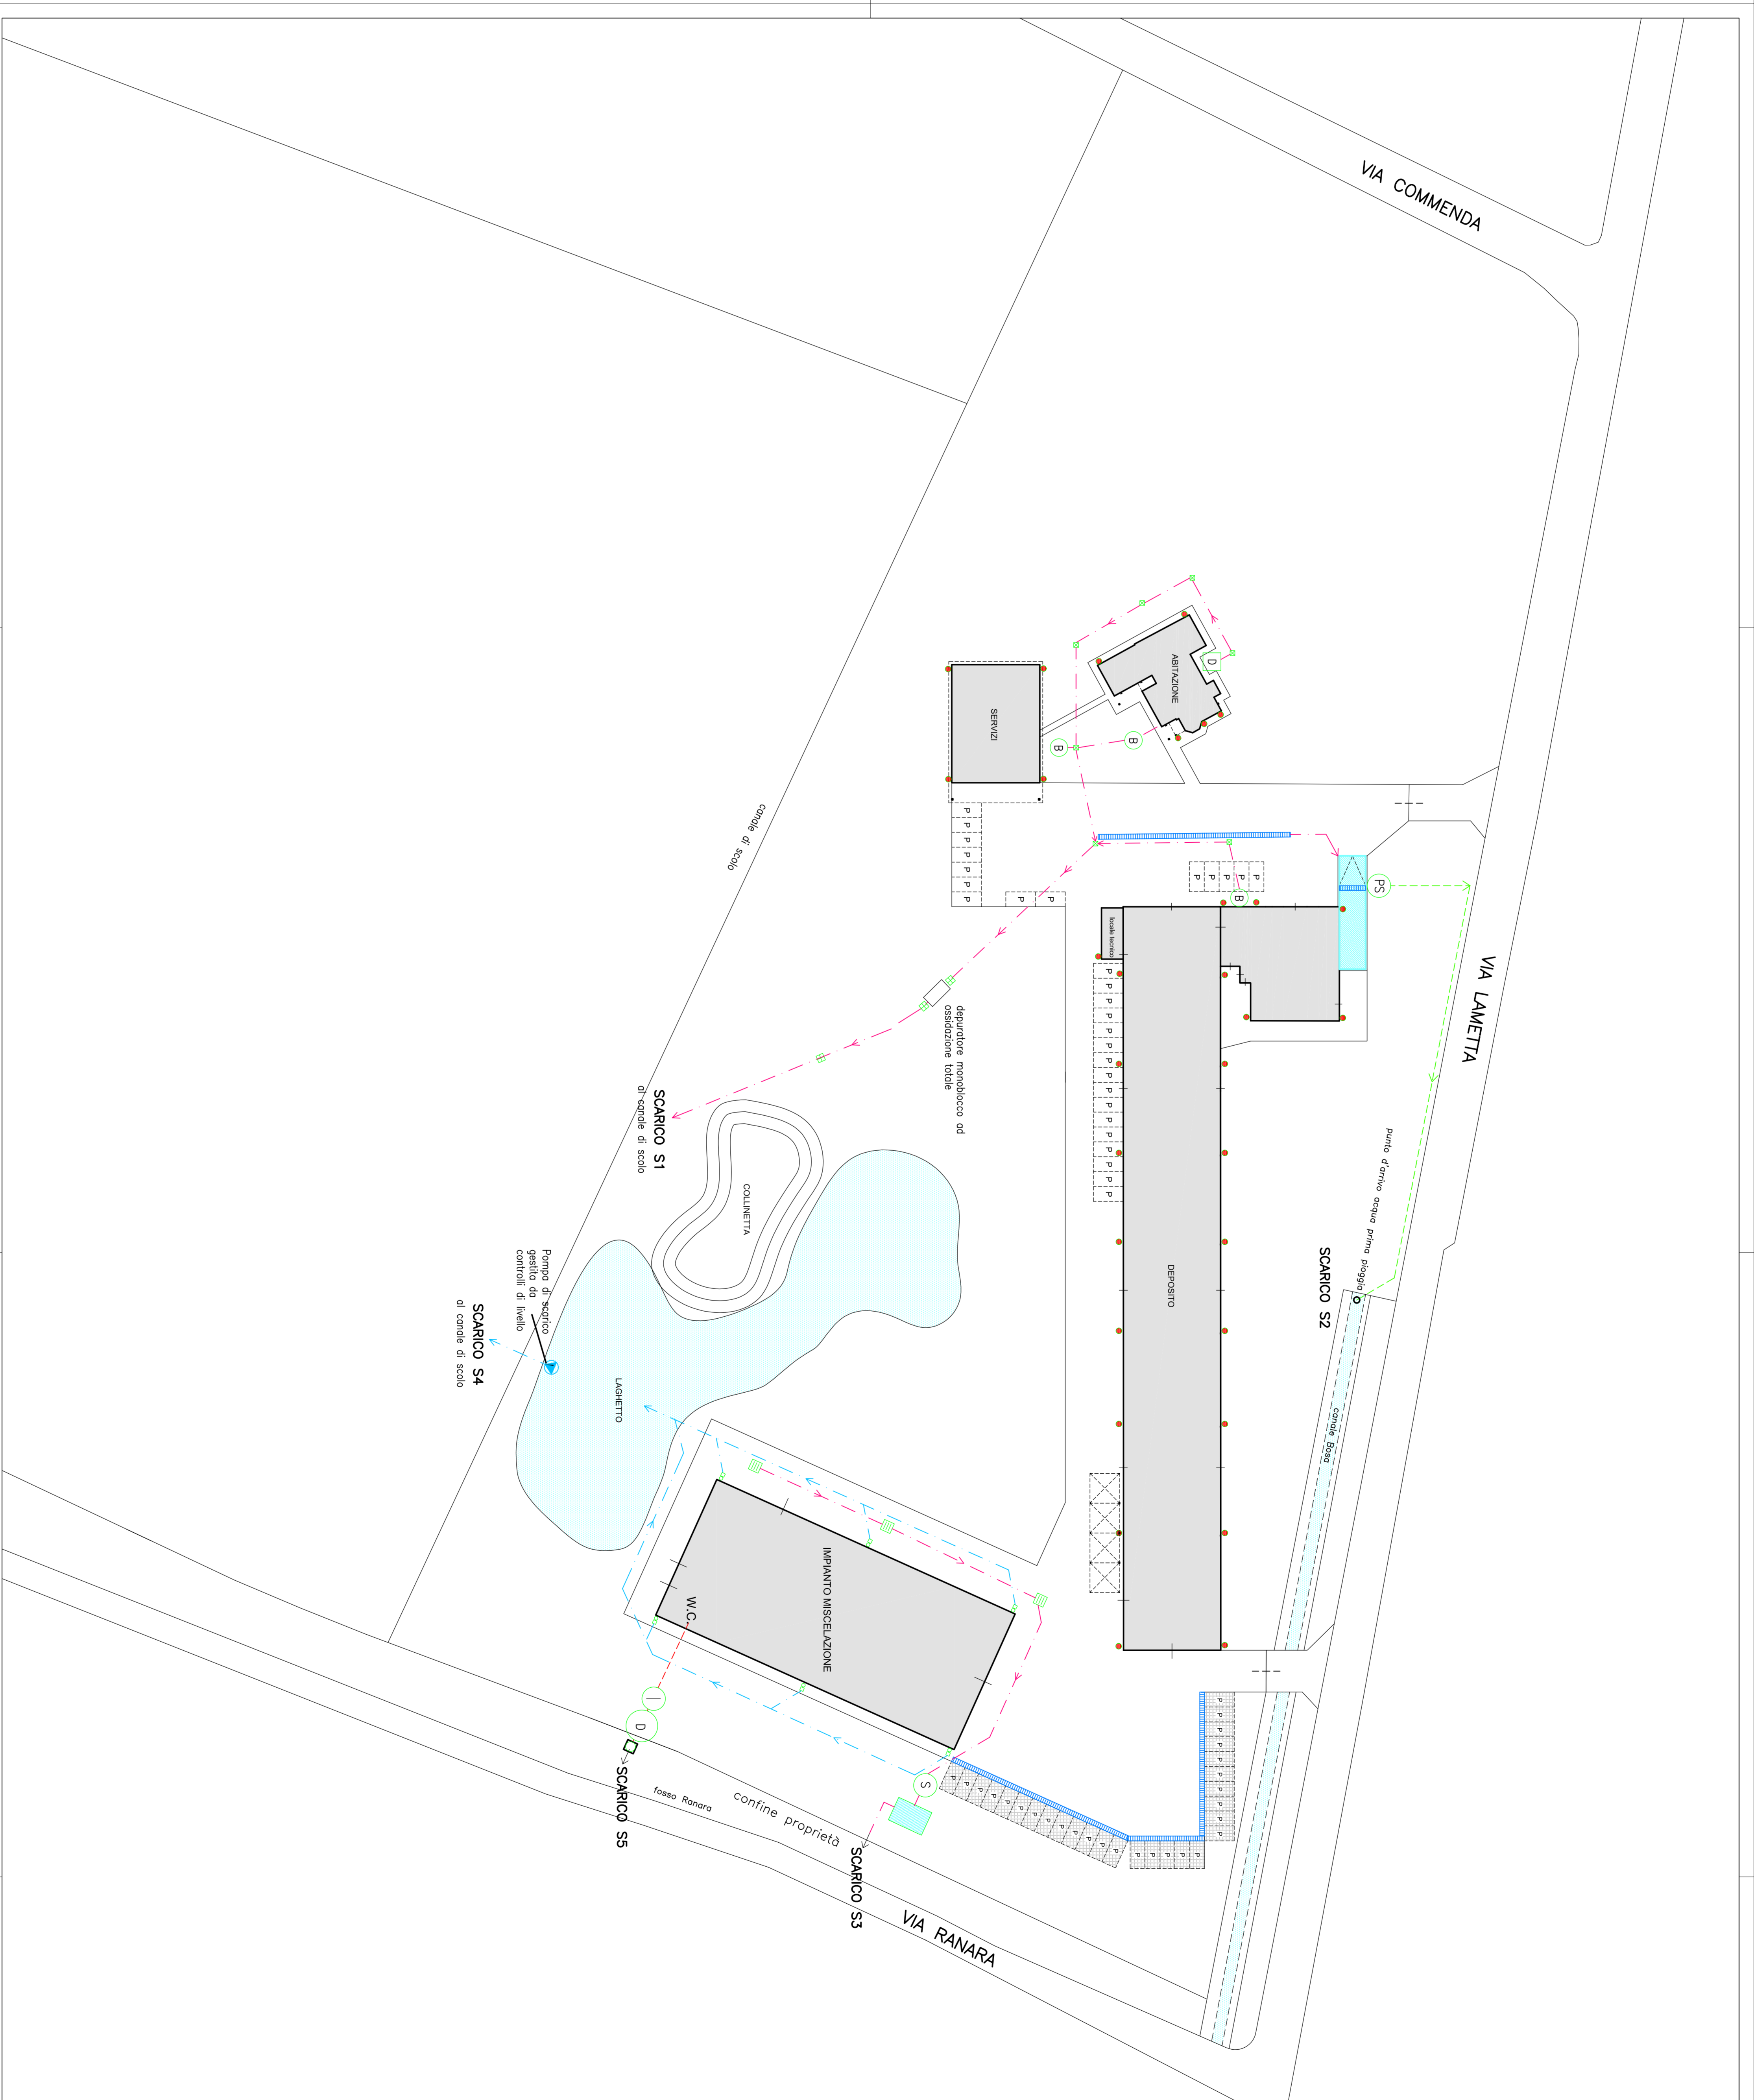 VIA COMMENDA
VIA LAMETTA
ABITAZIONE
D
SERVIZI
B
B
B
PS
P P P P P P P
P P
P P P P P
locale tecnico
P P P P P P P P P P P P P P P P
DEPOSITO
canale di scolo
depuratore monoblocco ad
ossidazione totale
SCARICO S1
al canale di scolo
COLLINETTA
LAGHETTO
Pompa di scarico
gestita da
controlli di livello
SCARICO S4
al canale di scolo
punto d'arrivo acqua prima pioggia
SCARICO S2
canale Bosa
IMPIANTO MISCELAZIONE
W.C.
I
D
SCARICO S5
fosso Ranara
confine proprietà
S
SCARICO S3
VIA RANARA
P P P P P P P P P P
P P P P P
P P P P P P P P P P P P P